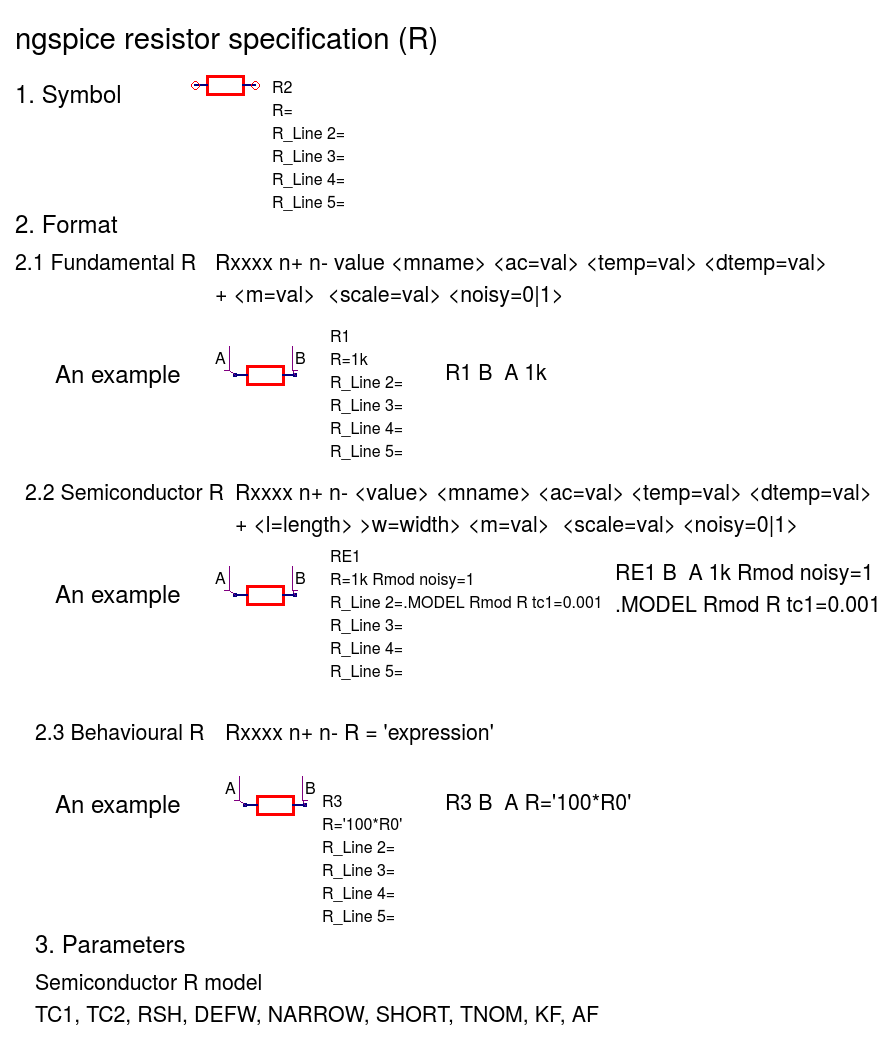 ngspice resistor specification (R)
1. Symbol
R2
R=
R_Line 2=
R_Line 3=
R_Line 4=
R_Line 5=
2. Format
2.1 Fundamental R Rxxxx n+ n- value <mname> <ac=val> <temp=val> <dtemp=val>
+ <m=val> <scale=val> <noisy=0|1>
An example
A
B
R1
R=1k
R_Line 2=
R_Line 3=
R_Line 4=
R_Line 5=
R1 B A 1k
2.2 Semiconductor R Rxxxx n+ n- <value> <mname> <ac=val> <temp=val> <dtemp=val>
+ <l=length> >w=width> <m=val> <scale=val> <noisy=0|1>
An example
A
B
RE1
R=1k Rmod noisy=1
R_Line 2=.MODEL Rmod R tc1=0.001
R_Line 3=
R_Line 4=
R_Line 5=
RE1 B A 1k Rmod noisy=1
.MODEL Rmod R tc1=0.001
2.3 Behavioural R Rxxxx n+ n- R = 'expression'
An example
A
B
R3
R='100*R0'
R_Line 2=
R_Line 3=
R_Line 4=
R_Line 5=
R3 B A R='100*R0'
3. Parameters
Semiconductor R model
TC1, TC2, RSH, DEFW, NARROW, SHORT, TNOM, KF, AF